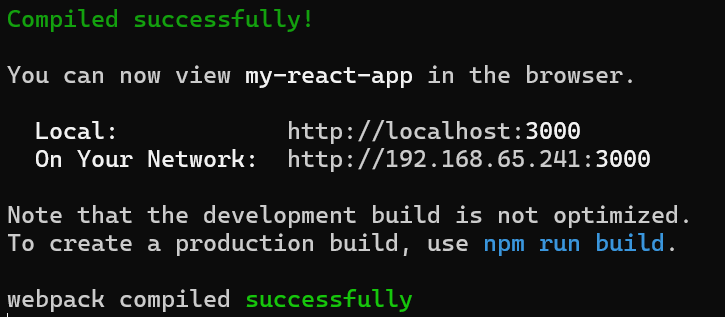 Compiled successfully!
You can now view my-react-app in the browser.
Local: http://localhost:3000
On Your Network: http://192.168.65.241:3000
Note that the development build is not optimized.
To create a production build, use npm run build.
webpack compiled successfully